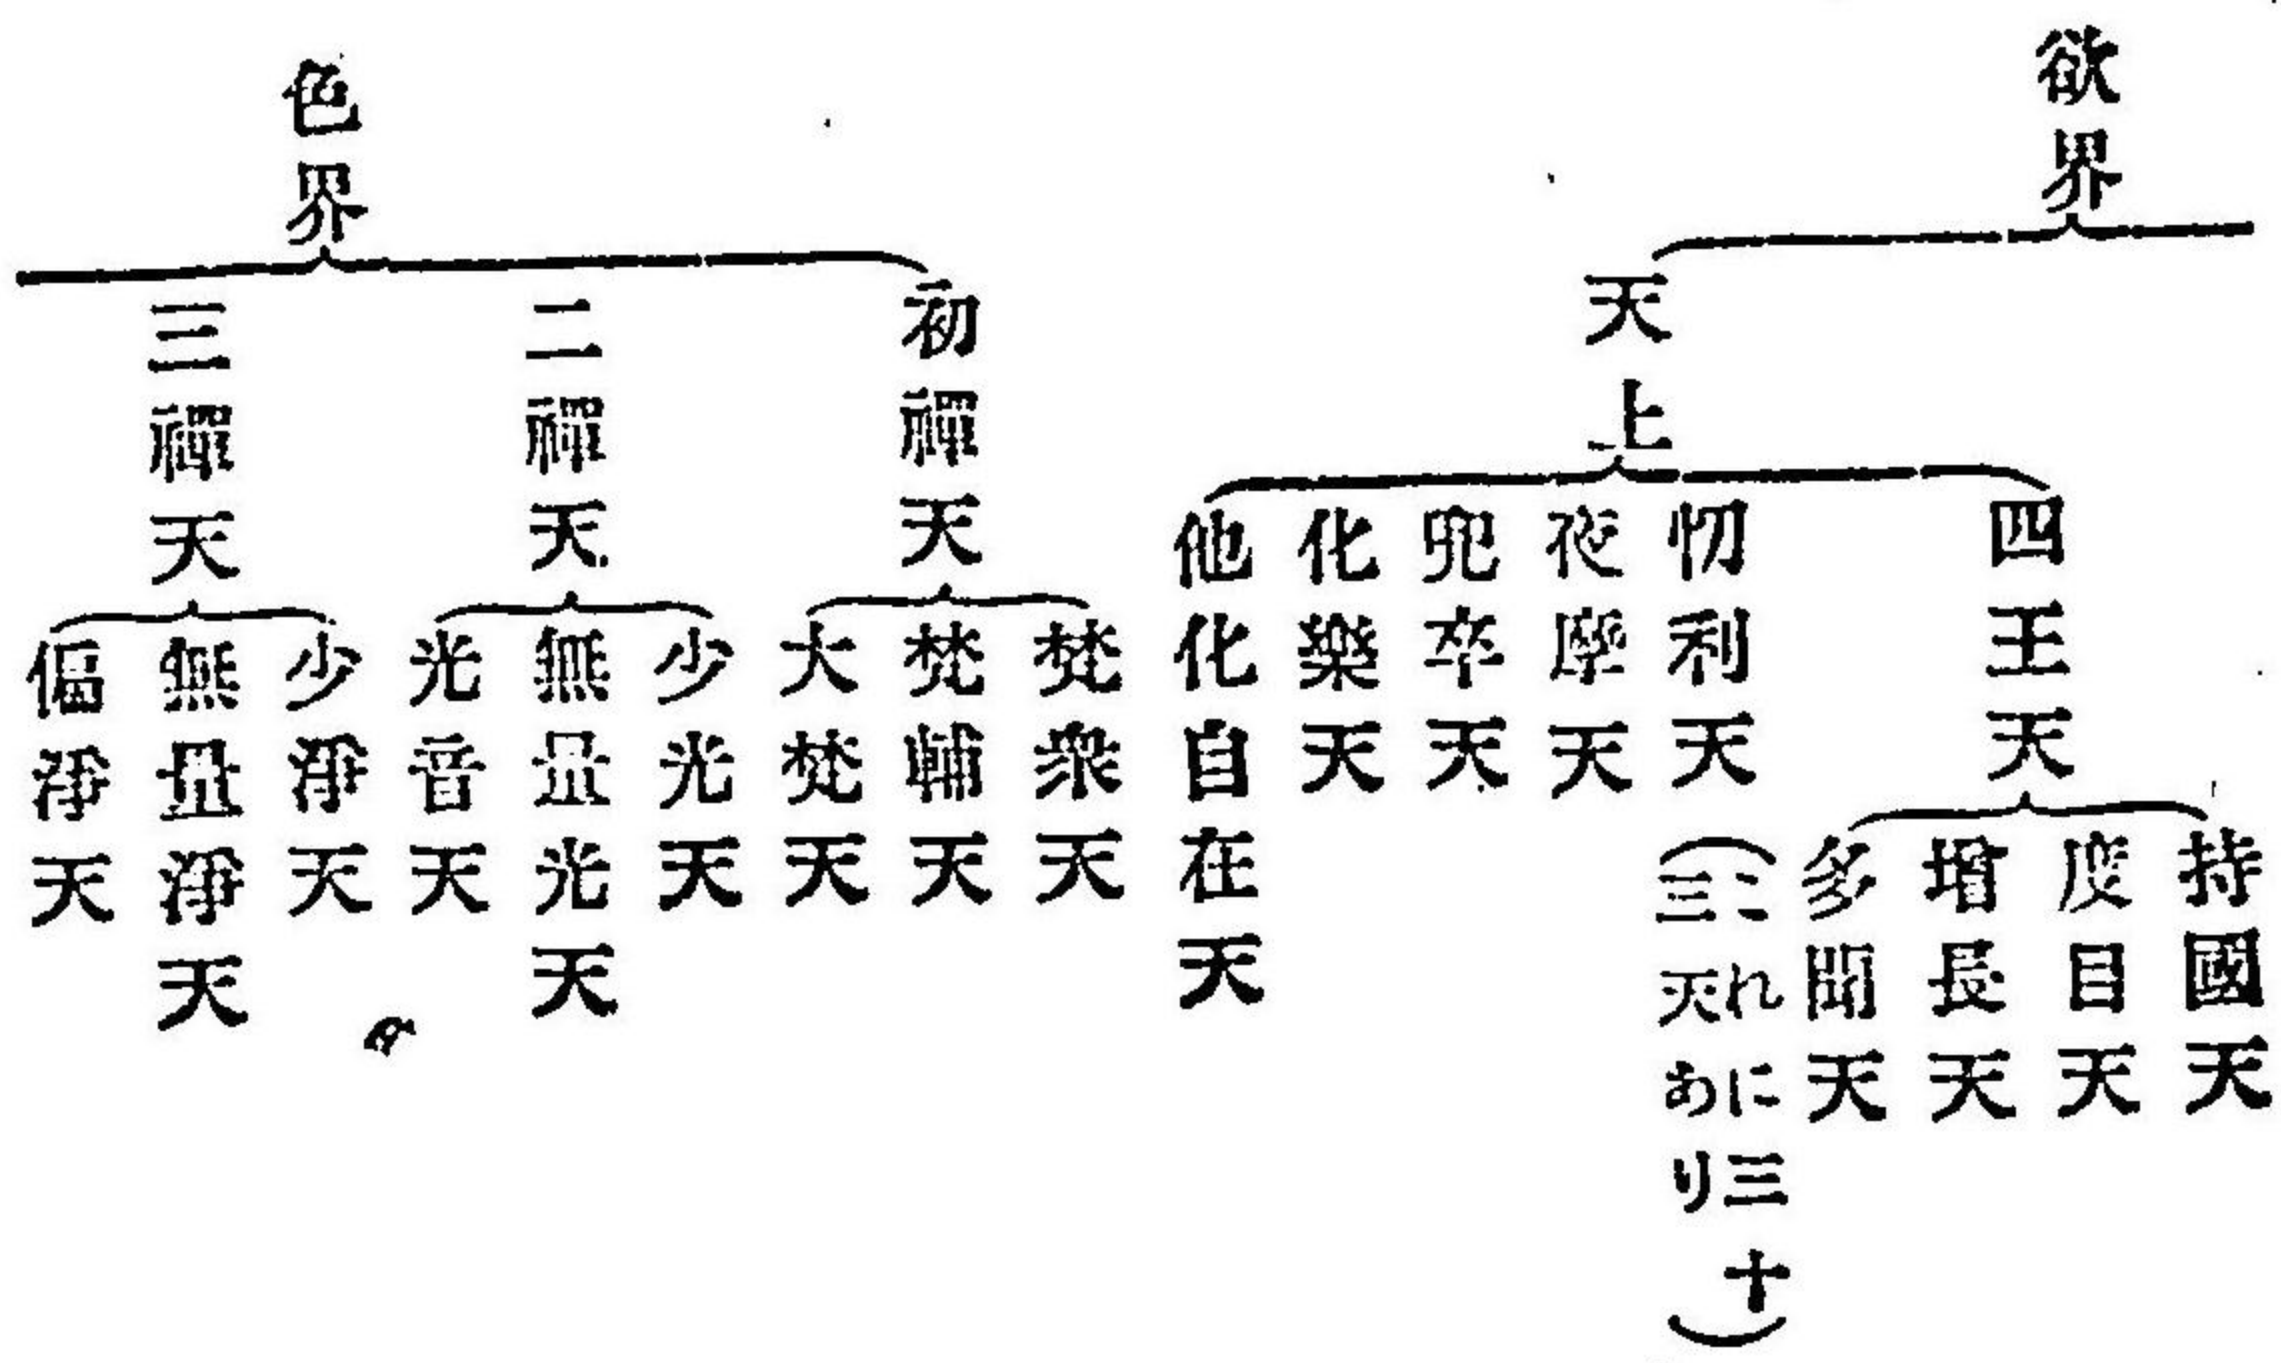 欲界
天上
四王天
持國天
度目天
增長天
多聞天
忉利天
(これに三十
三天あり)
夜摩天
兜卒天
化樂天
他化自在天
色界
初禪天
梵衆天
梵輔天
大梵天
二禪天
少光天
無量光天
光音天
三禪天
少淨天
無量淨天
偏淨天